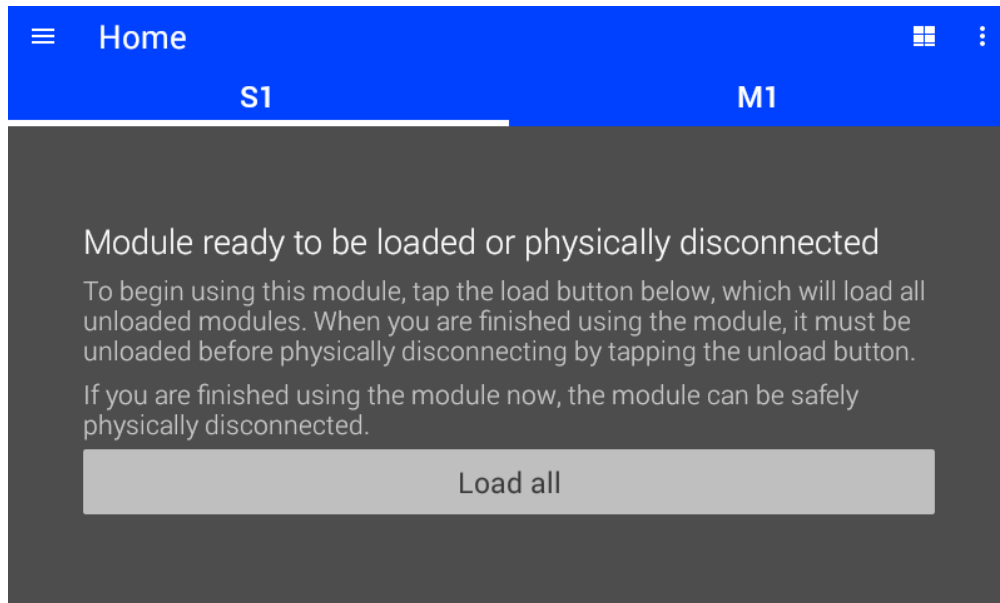 Home
S1
M1
Module ready to be loaded or physically disconnected
To begin using this module, tap the load button below, which will load all
unloaded modules. When you are finished using the module, it must be
unloaded before physically disconnecting by tapping the unload button.
If you are finished using the module now, the module can be safely
physically disconnected.
Load all